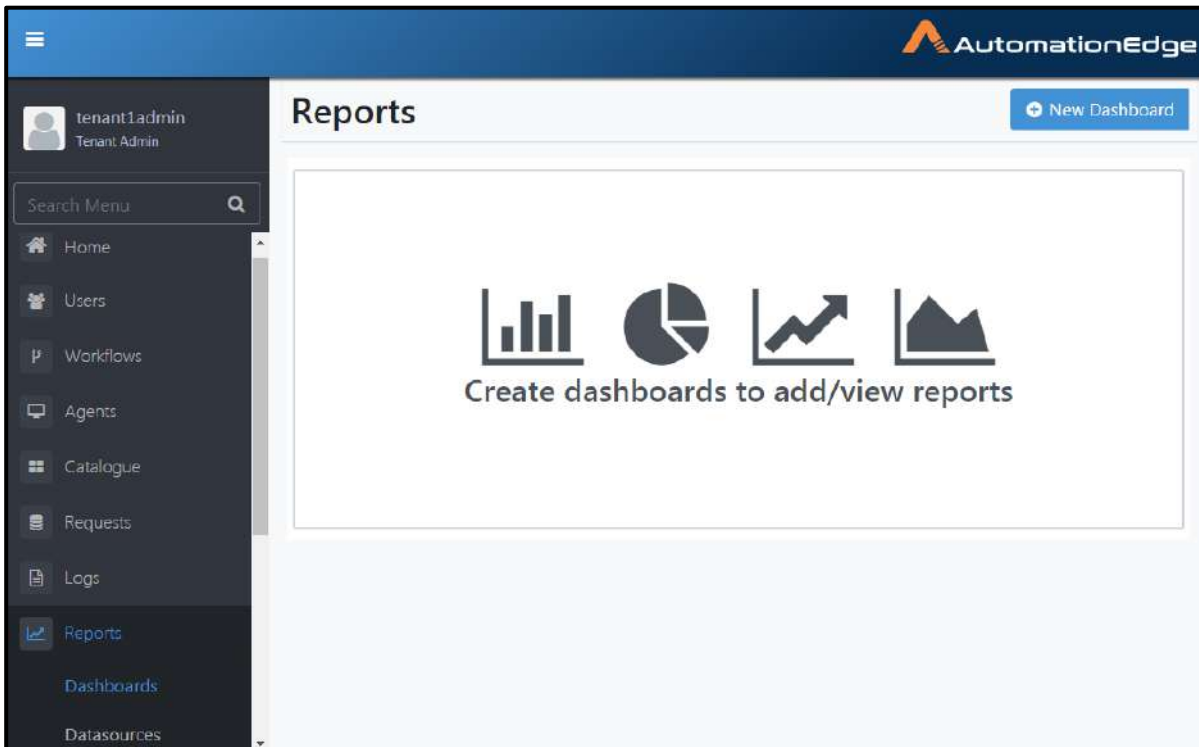 AutomationEdge
tenant1admin
Tenant Admin
Search Menu
Home
Users
Workflows
Agents
Catalogue
Requests
Logs
Reports
Dashboards
Datasources
Reports
New Dashboard
Create dashboards to add/view reports